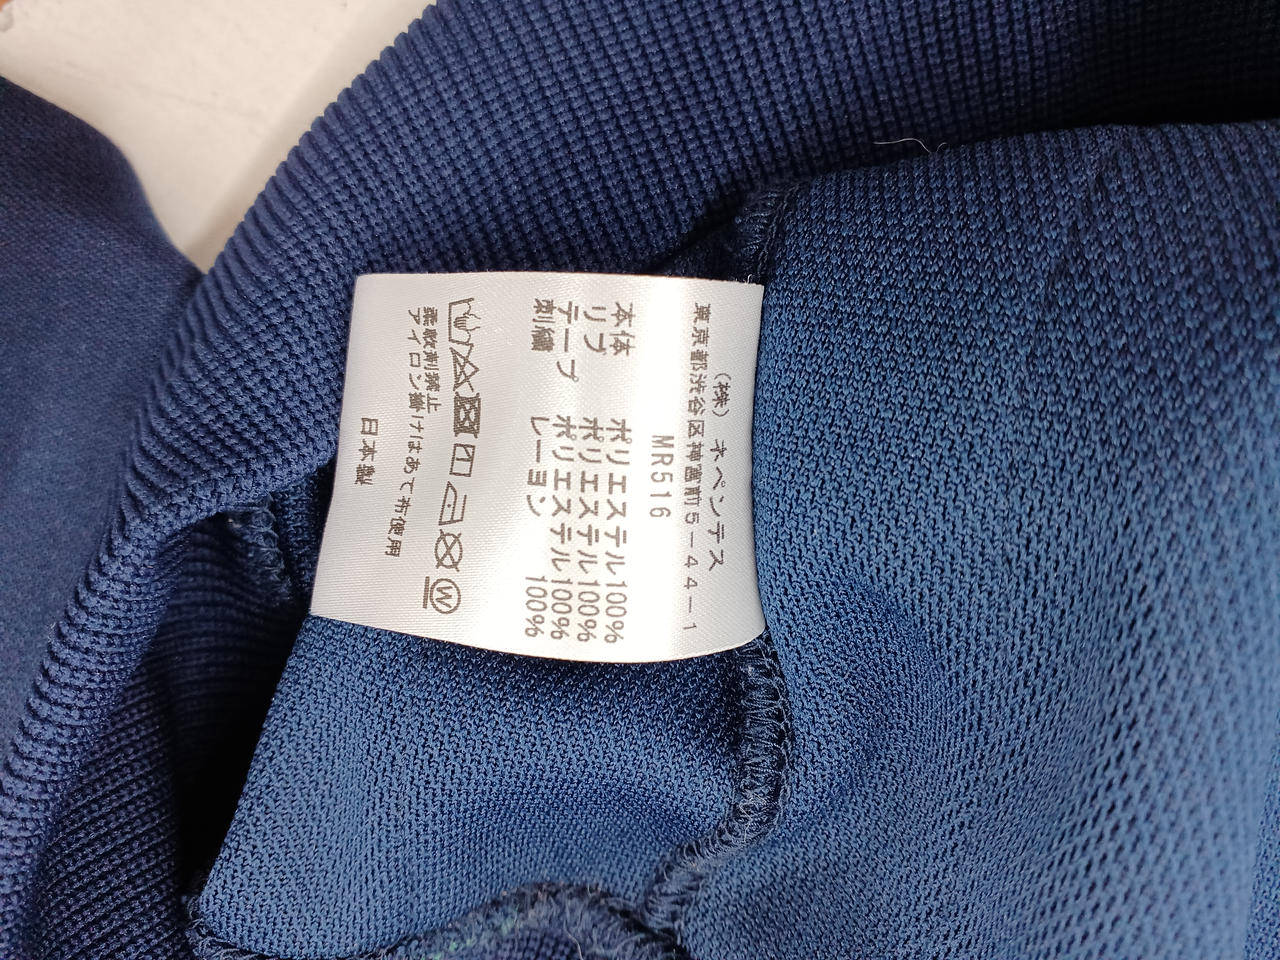 (株)ネペンテス
東京都渋谷区神宮前5-44-1
MR516
本体 ポリエステル100%
リブ ポリエステル100%
テープ ポリエステル100%
刺繍 レーヨン 100%
W
柔軟剤禁止
アイロン掛けはあて布使用
日本製